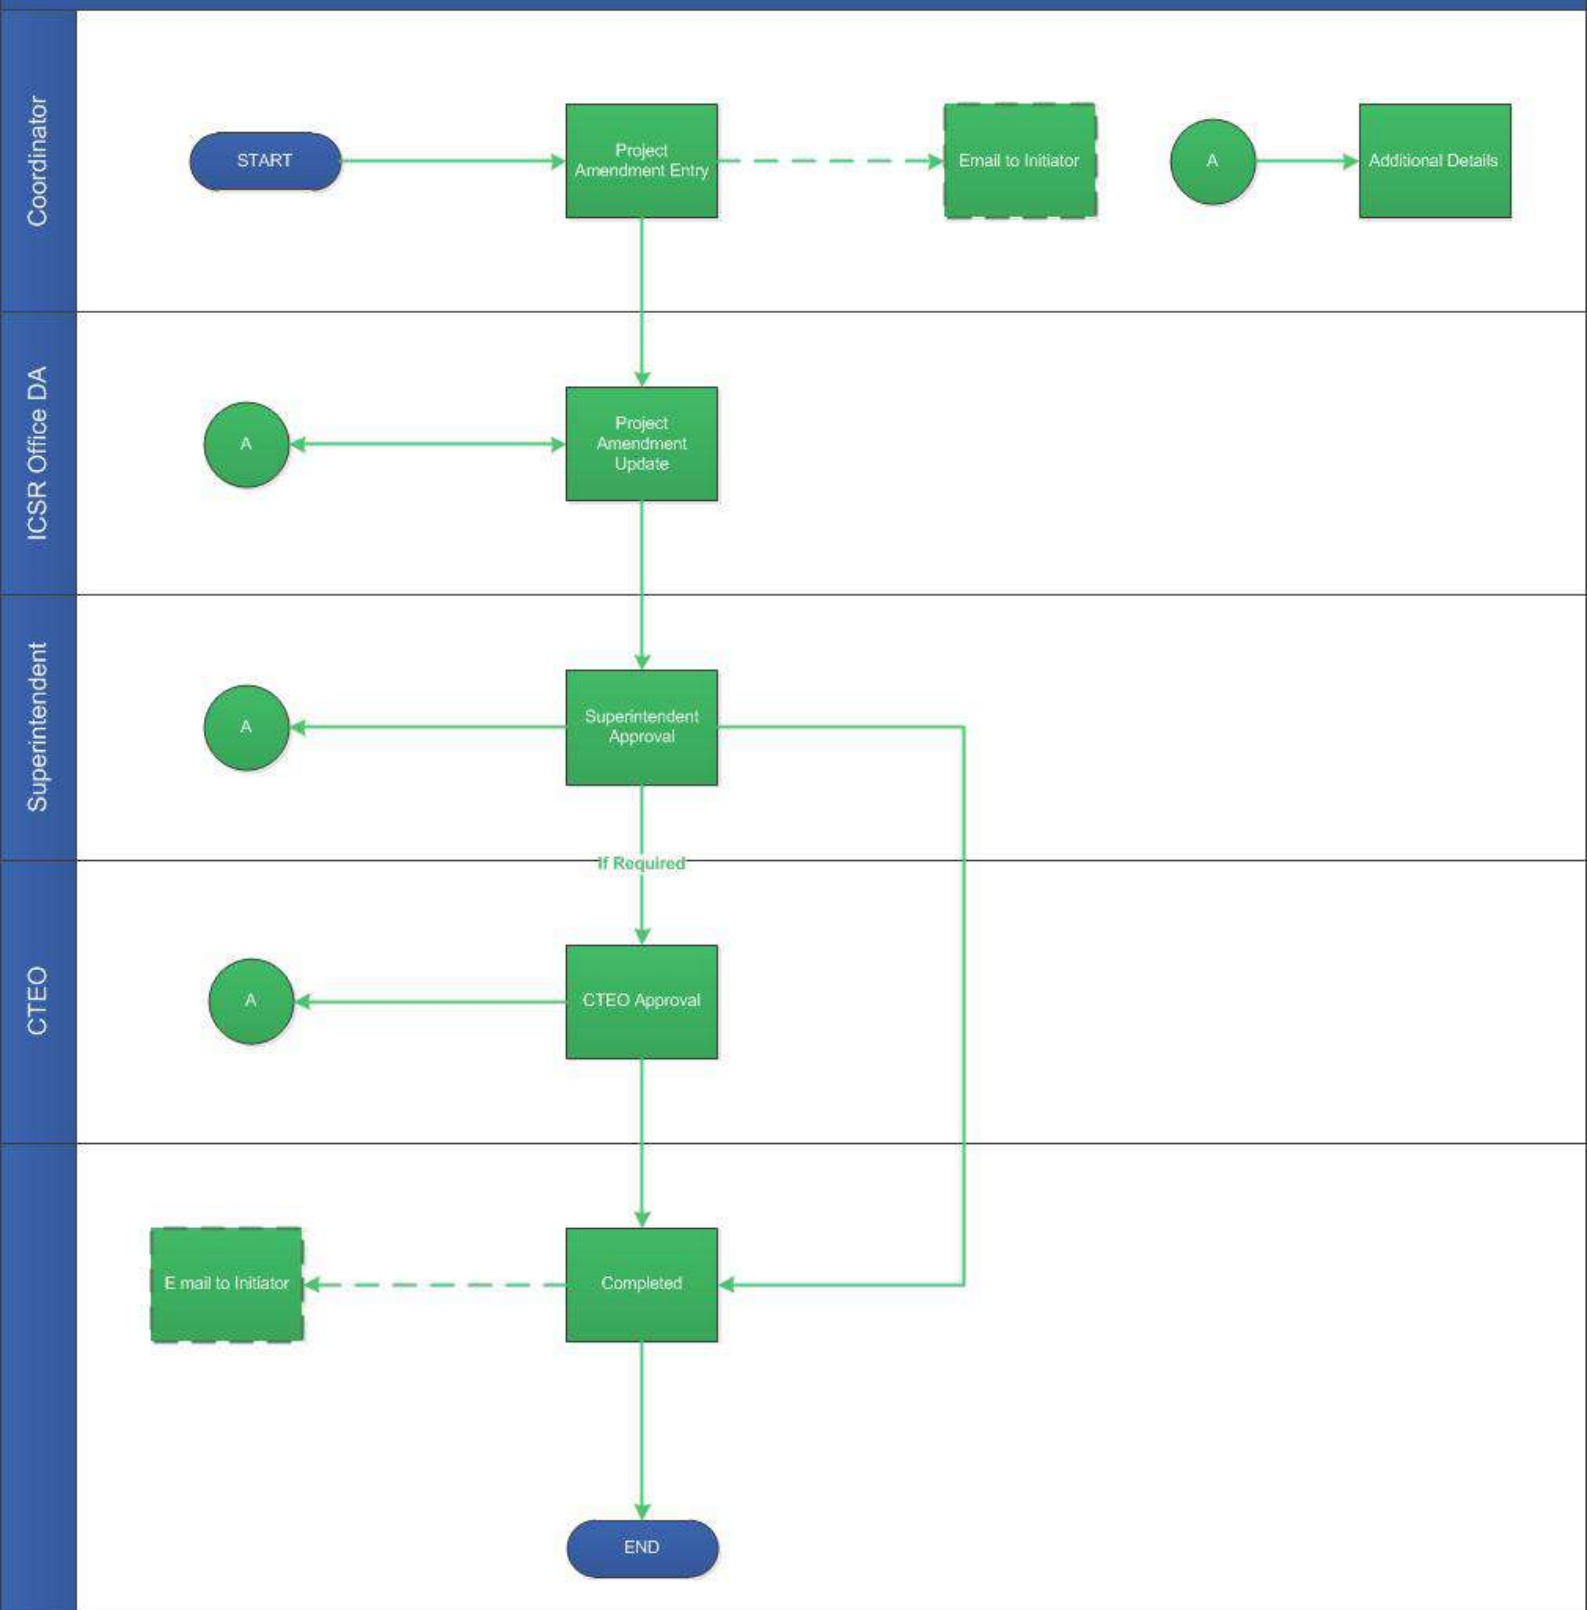 Coordinator
START
Project
Amendment Entry
Email to Initiator
A
Additional Details
ICSR Office DA
A
Project
Amendment
Update
Superintendent
A
Superintendent
Approval
If Required
CTEO
A
CTEO Approval
E mail to Initiator
Completed
END